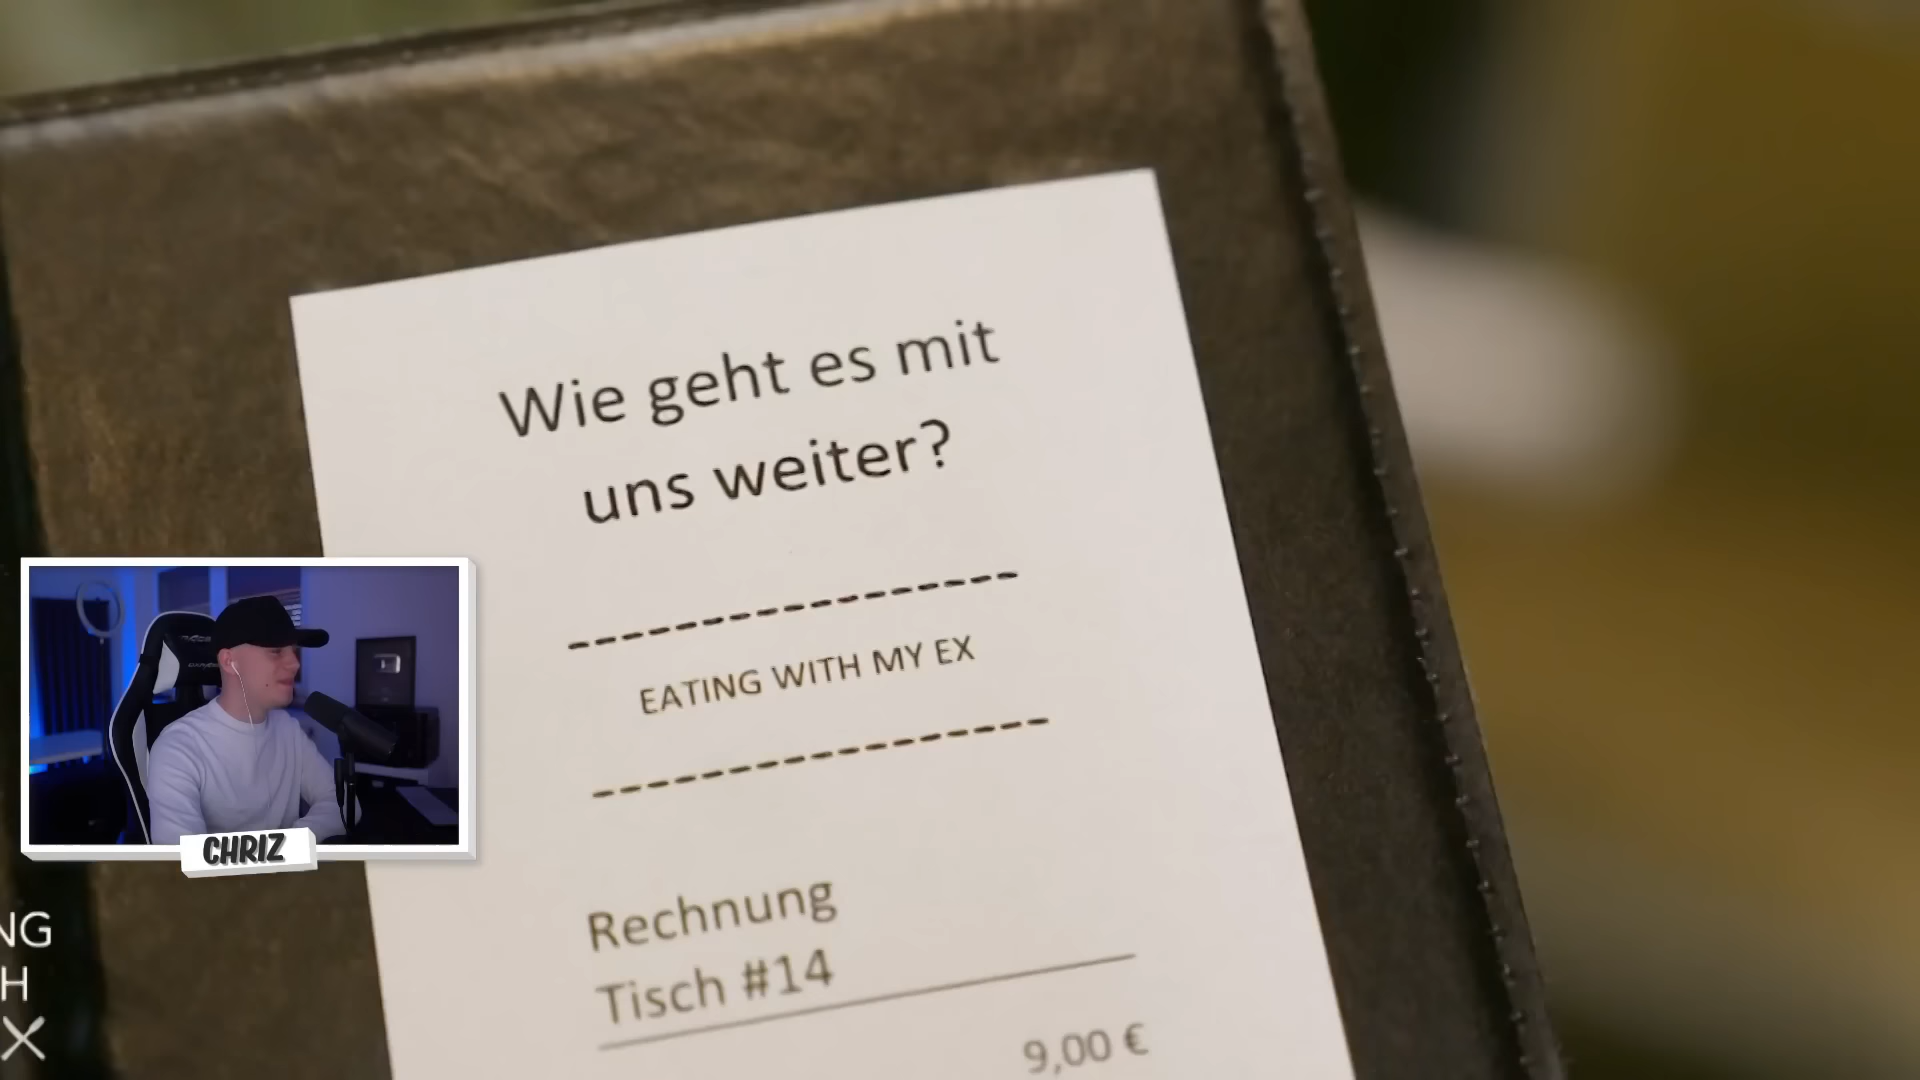 Wie geht es mit
uns weiter?
EATING WITH MY EX
Rechnung
Tisch #14
9,00 €
CHRIZ
NG
H
X